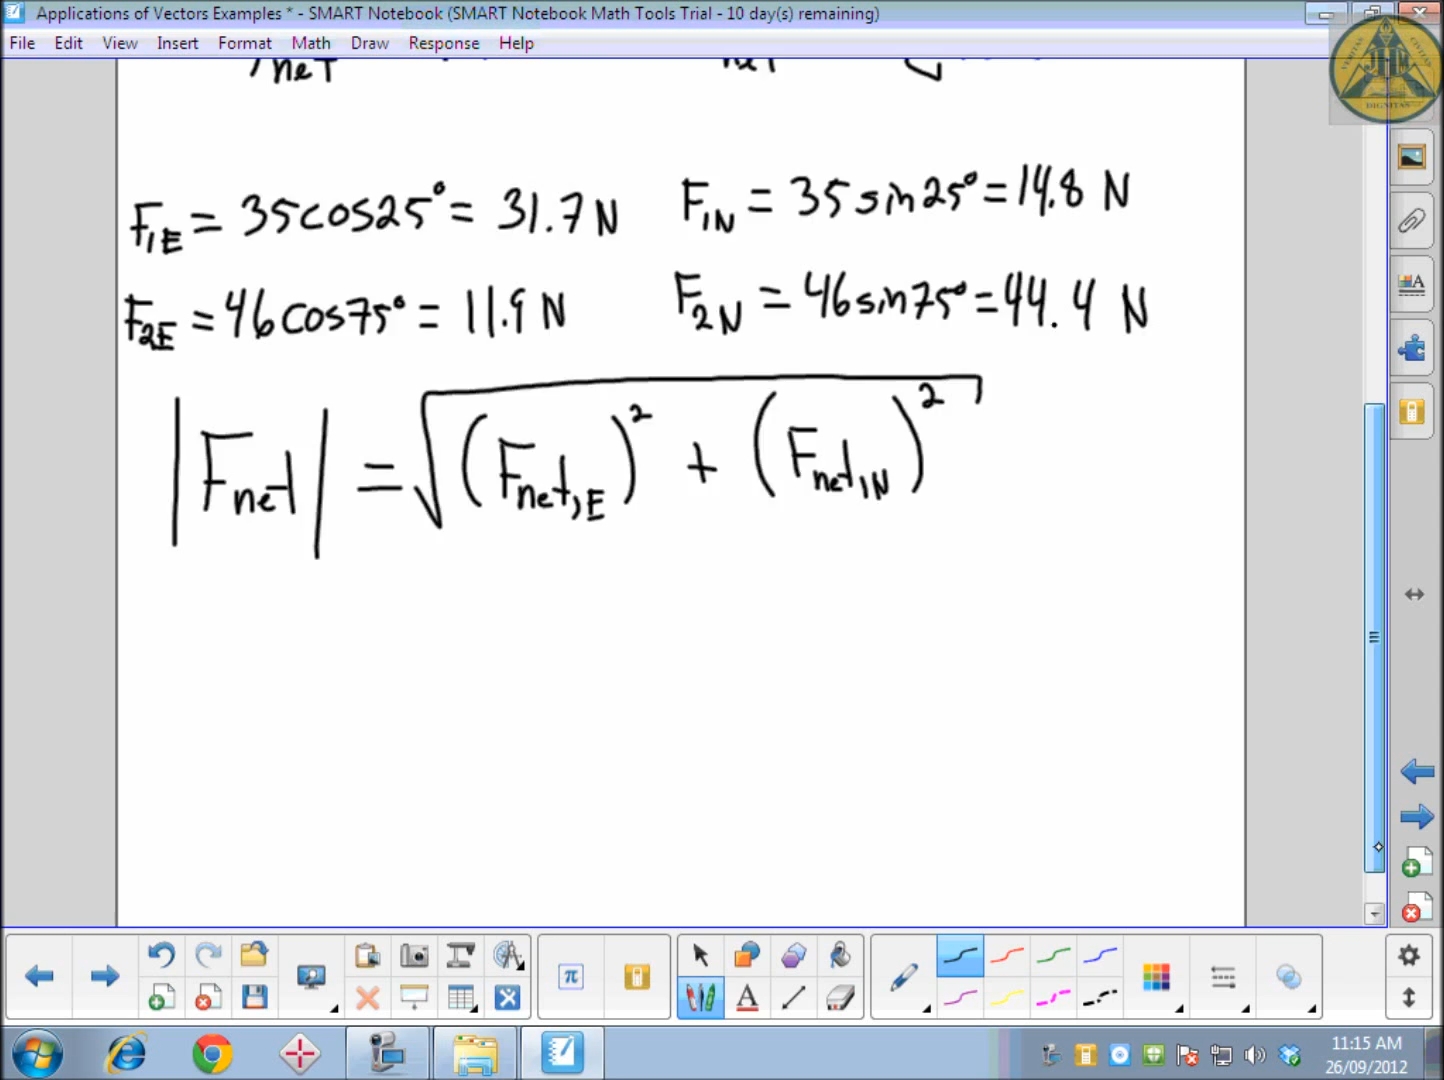 Applications of Vectors Examples * - SMART Notebook (SMART Notebook Math Tools Trial - 10 day(s) remaining)
File Edit View Insert Format Math Draw Response Help
net net
F1E = 35cos25° = 31.7 N F1N = 35sin25° = 14.8 N
F2E = 46cos75° = 11.9 N F2N = 46sin75° = 44.4 N
|Fnet| = √(Fnet,E)² + (Fnet,N)²
π
A
11:15 AM
26/09/2012